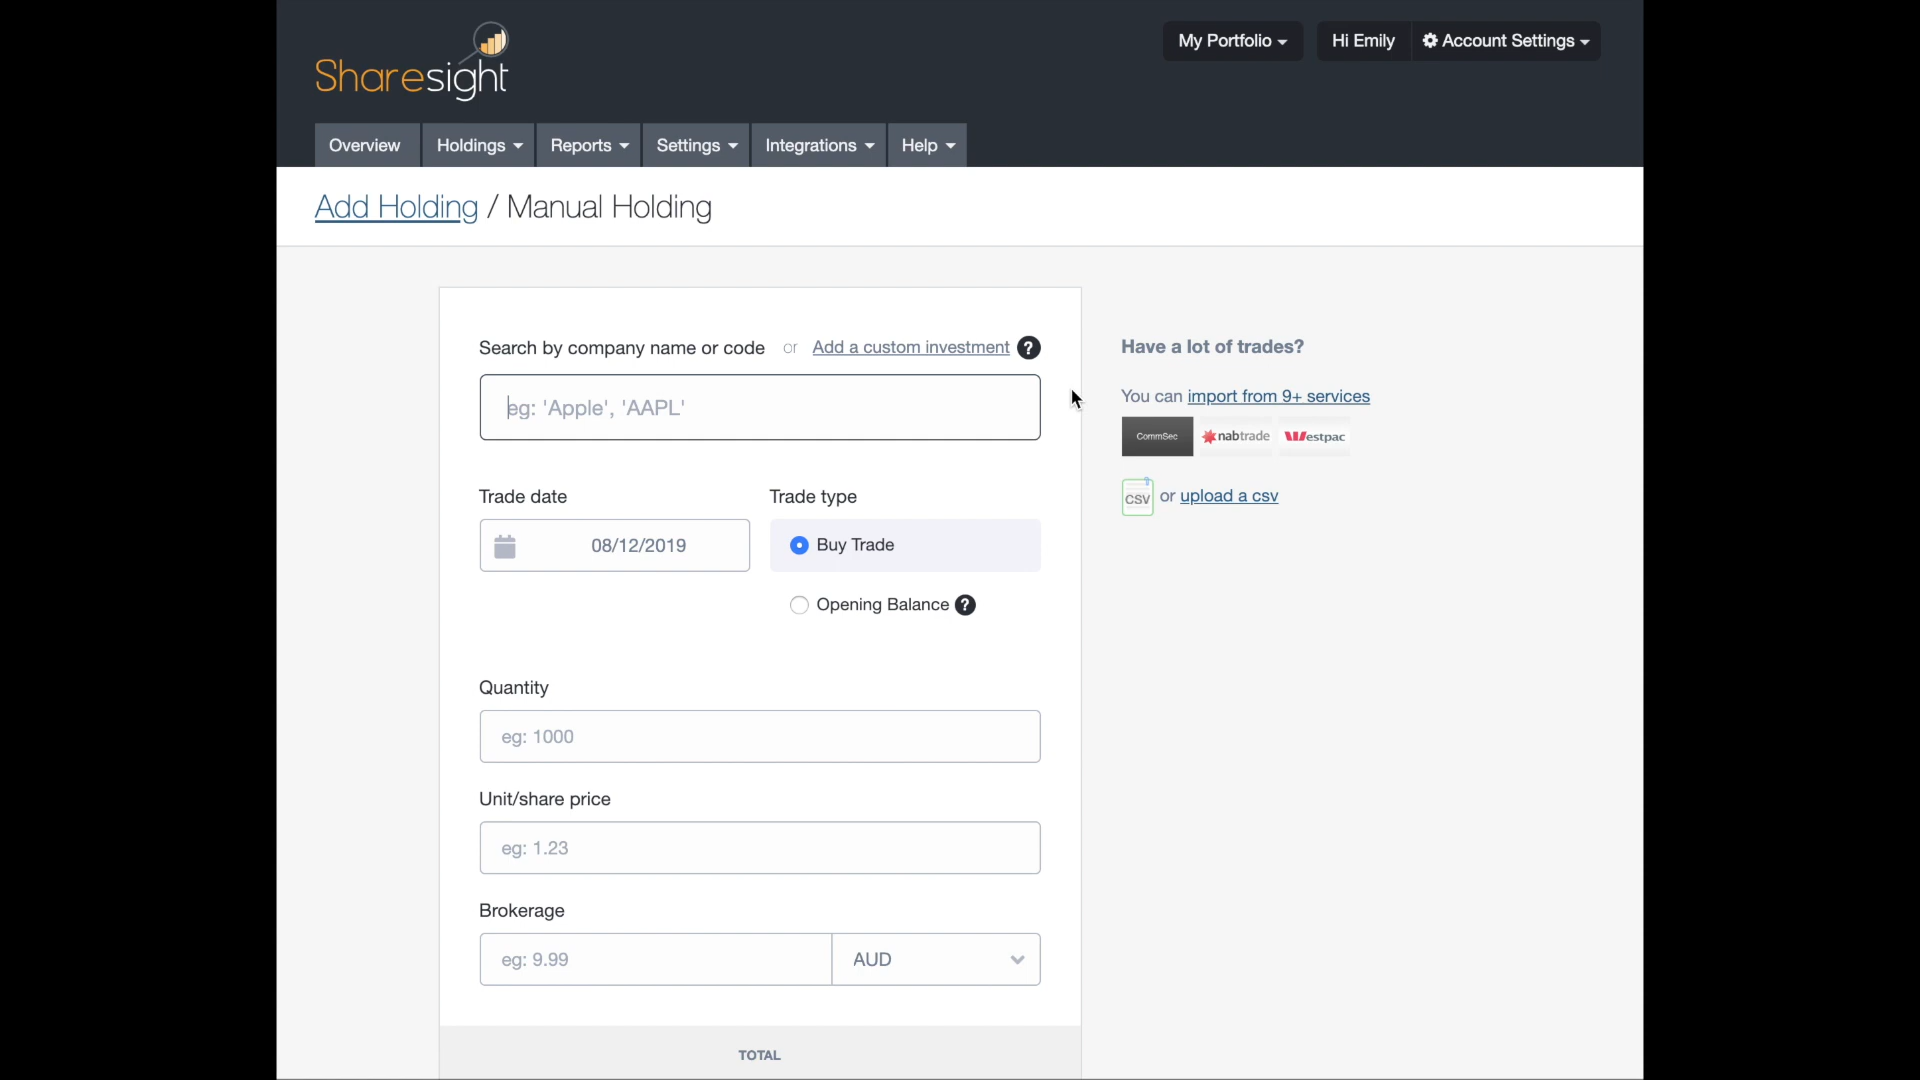 Sharesight
My Portfolio
Hi Emily
Account Settings
Overview
Holdings
Reports
Settings
Integrations
Help
Add Holding / Manual Holding
Search by company name or code or Add a custom investment ?
eg: 'Apple', 'AAPL'
Have a lot of trades?
You can import from 9+ services
CommSec nabtrade Westpac
CSV or upload a csv
Trade date
08/12/2019
Trade type
Buy Trade
Opening Balance ?
Quantity
eg: 1000
Unit/share price
eg: 1.23
Brokerage
eg: 9.99
AUD
TOTAL